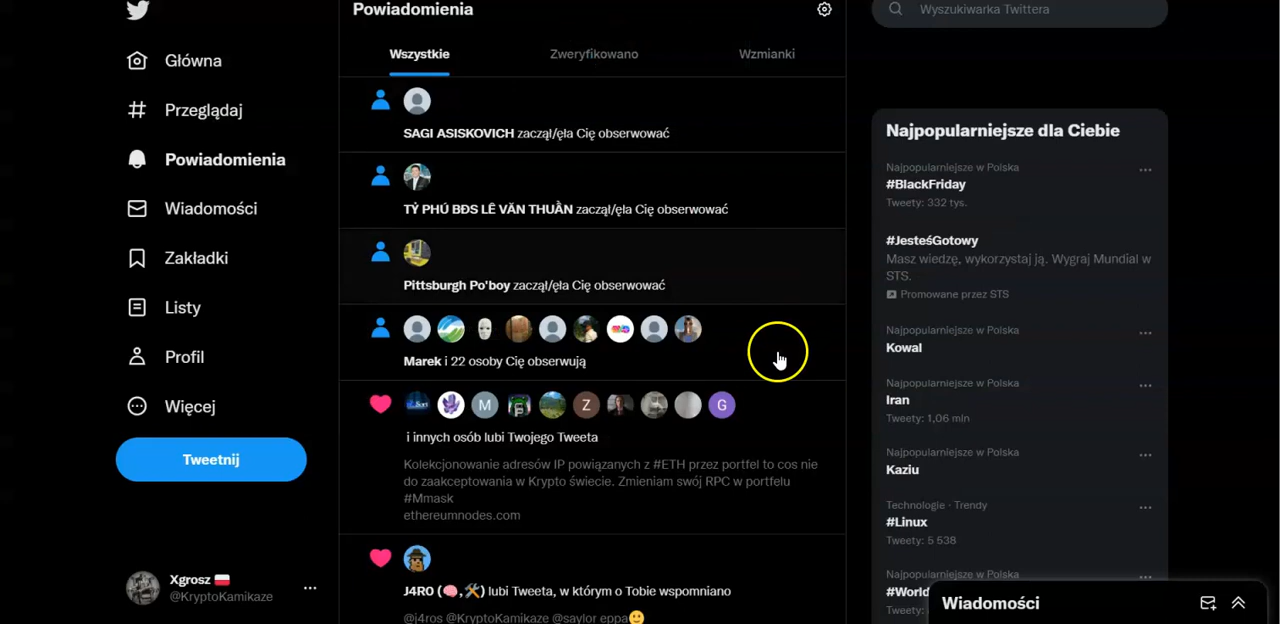 Główna
Przeglądaj
Powiadomienia
Wiadomości
Zakładki
Listy
Profil
Więcej
Tweetnij
Xgrosz 🇵🇱
@KryptoKamikaze
Powiadomienia
Wszystkie
Zweryfikowano
Wzmianki
SAGI ASISKOVICH zaczął/ęła Cię obserwować
TỶ PHÚ BĐS LÊ VĂN THUẦN zaczął/ęła Cię obserwować
Pittsburgh Po'boy zaczął/ęła Cię obserwować
Marek i 22 osoby Cię obserwują
M
Z
G
i innych osób lubi Twojego Tweeta
Kolekcjonowanie adresów IP powiązanych z #ETH przez portfel to cos nie
do zaakceptowania w Krypto świecie. Zmieniam swój RPC w portfelu
#Mmask
ethereumnodes.com
J4R0 (🧠,🛠️) lubi Tweeta, w którym o Tobie wspomniano
@j4ros @KryptoKamikaze @saylor eppa🙂
Wyszukiwarka Twittera
Najpopularniejsze dla Ciebie
Najpopularniejsze w Polska
#BlackFriday
Tweety: 332 tys.
#JesteśGotowy
Masz wiedzę, wykorzystaj ją. Wygraj Mundial w
STS.
Promowane przez STS
Najpopularniejsze w Polska
Kowal
Najpopularniejsze w Polska
Iran
Tweety: 1,06 mln
Najpopularniejsze w Polska
Kaziu
Technologie · Trendy
#Linux
Tweety: 5 538
Najpopularniejsze w Polska
#World
Tweety:
Wiadomości